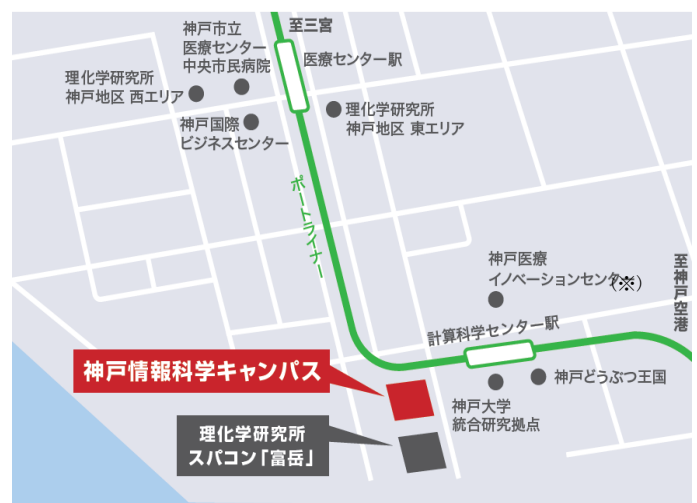 至三宮
神戸市立
医療センター
中央市民病院
医療センター駅
理化学研究所
神戸地区 西エリア
理化学研究所
神戸地区 東エリア
神戸国際
ビジネスセンター
ポートライナー
神戸医療
イノベーションセンター
(※)
至神戸空港
計算科学センター駅
神戸情報科学キャンパス
神戸どうぶつ王国
神戸大学
統合研究拠点
理化学研究所
スパコン「富岳」